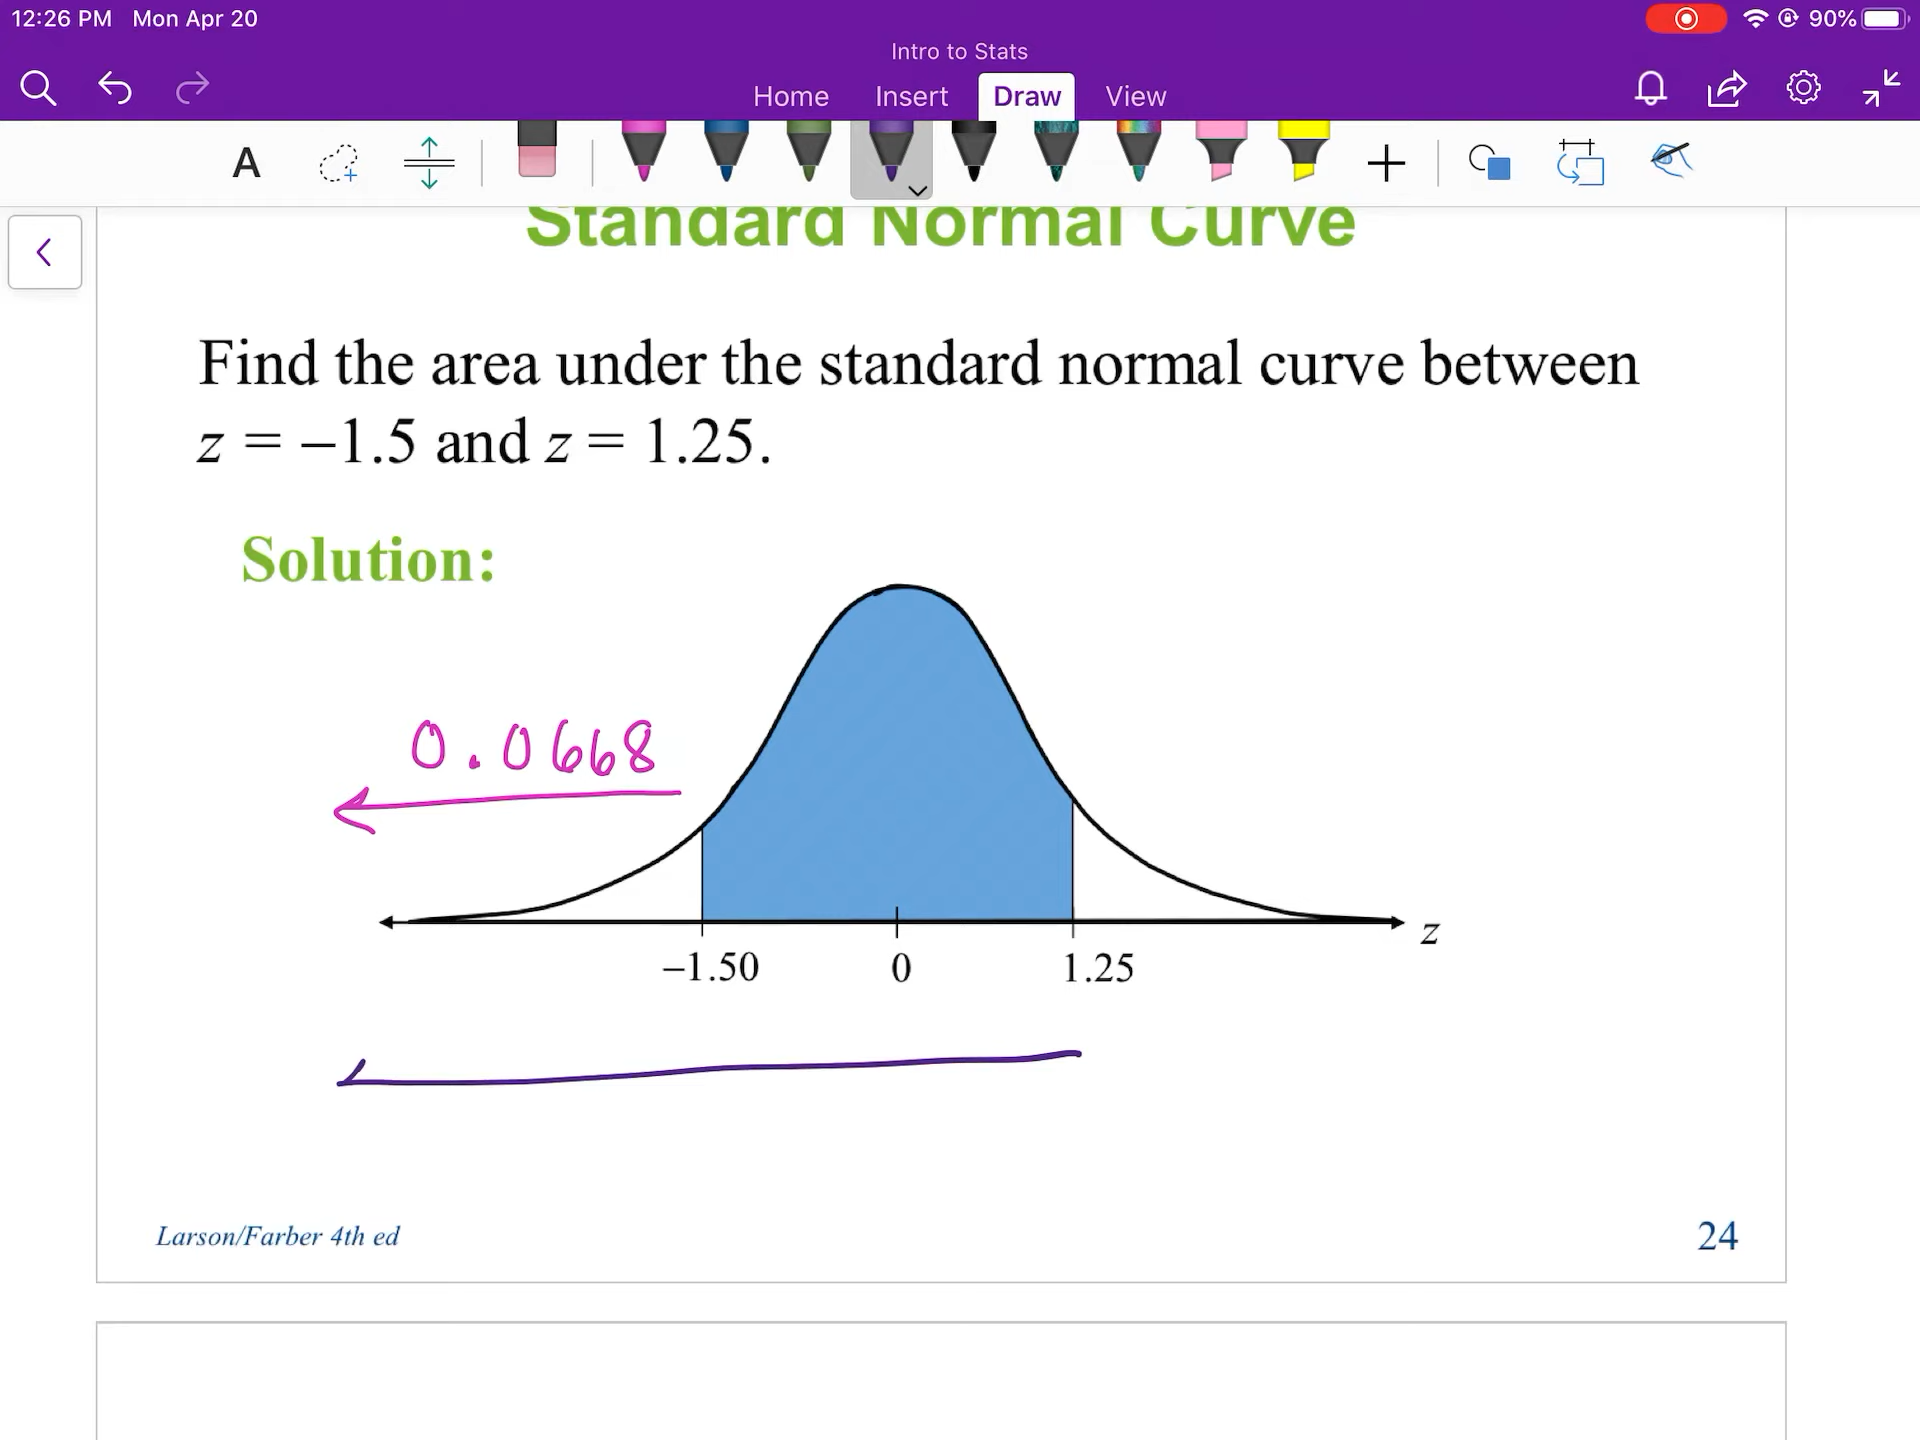 12:26 PM Mon Apr 20
90%
Intro to Stats
Home Insert Draw View
A
Standard Normal Curve
Find the area under the standard normal curve between
z = –1.5 and z = 1.25.
Solution:
0.0668
z
–1.50 0 1.25
Larson/Farber 4th ed
24